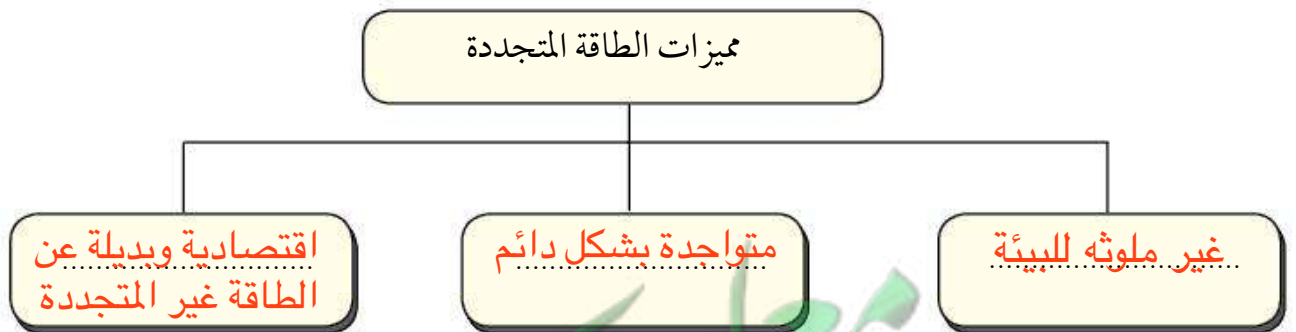 مميزات الطاقة المتجددة
غير ملوثه للبيئة
متواجدة بشكل دائم
اقتصادية وبديلة عن
الطاقة غير المتجددة